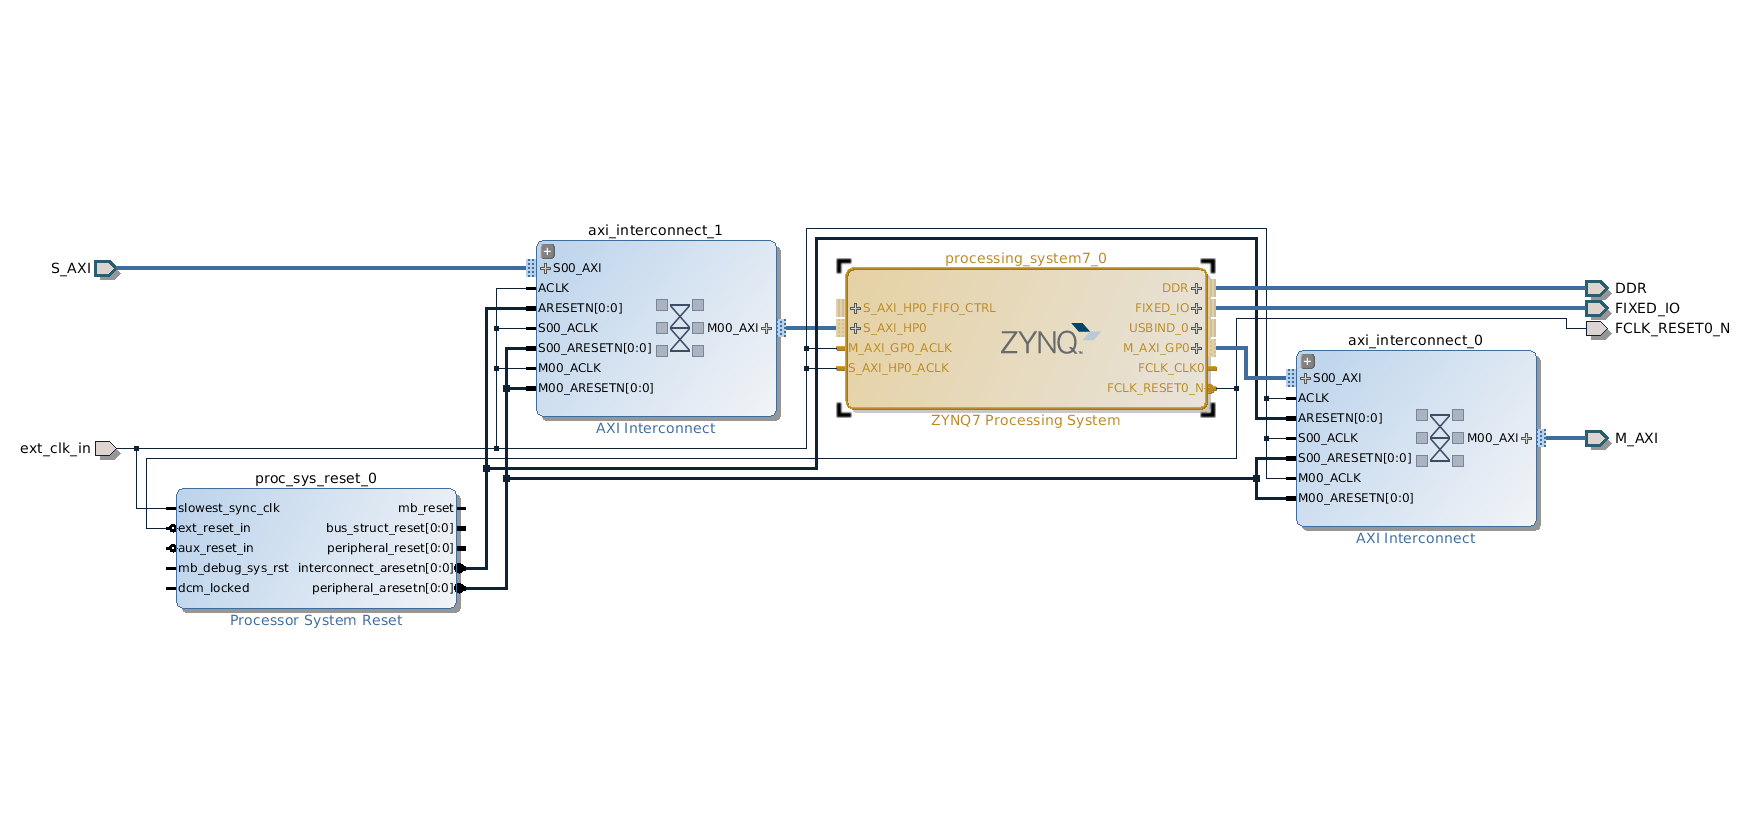 S_AXI
ext_clk_in
proc_sys_reset_0
slowest_sync_clk
ext_reset_in
aux_reset_in
mb_debug_sys_rst
dcm_locked
mb_reset
bus_struct_reset[0:0]
peripheral_reset[0:0]
interconnect_aresetn[0:0]
peripheral_aresetn[0:0]
Processor System Reset
axi_interconnect_1
S00_AXI
ACLK
ARESETN[0:0]
S00_ACLK
S00_ARESETN[0:0]
M00_ACLK
M00_ARESETN[0:0]
M00_AXI
AXI Interconnect
processing_system7_0
S_AXI_HP0_FIFO_CTRL
S_AXI_HP0
M_AXI_GP0_ACLK
S_AXI_HP0_ACLK
ZYNQ
DDR
FIXED_IO
USBIND_0
M_AXI_GP0
FCLK_CLK0
FCLK_RESET0_N
ZYNQ7 Processing System
axi_interconnect_0
S00_AXI
ACLK
ARESETN[0:0]
S00_ACLK
S00_ARESETN[0:0]
M00_ACLK
M00_ARESETN[0:0]
M00_AXI
AXI Interconnect
DDR
FIXED_IO
FCLK_RESET0_N
M_AXI